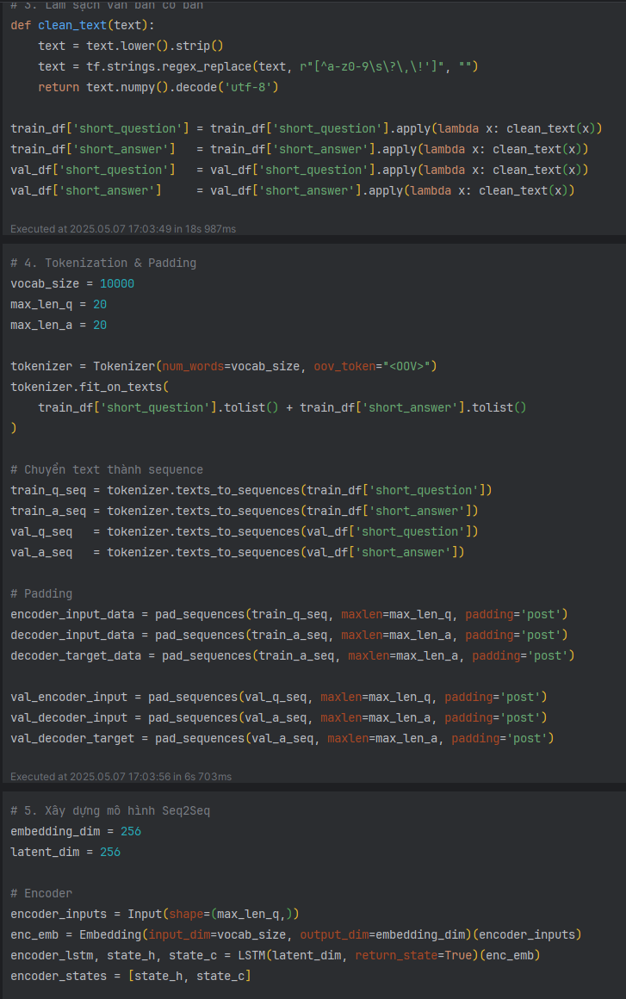 # 3. Làm sạch văn bản cơ bản
def clean_text(text):
    text = text.lower().strip()
    text = tf.strings.regex_replace(text, r"[^a-z0-9\s\?\,\!']", "")
    return text.numpy().decode('utf-8')
train_df['short_question'] = train_df['short_question'].apply(lambda x: clean_text(x))
train_df['short_answer']   = train_df['short_answer'].apply(lambda x: clean_text(x))
val_df['short_question']   = val_df['short_question'].apply(lambda x: clean_text(x))
val_df['short_answer']     = val_df['short_answer'].apply(lambda x: clean_text(x))
Executed at 2025.05.07 17:03:49 in 18s 987ms
# 4. Tokenization & Padding
vocab_size = 10000
max_len_q = 20
max_len_a = 20
tokenizer = Tokenizer(num_words=vocab_size, oov_token="<OOV>")
tokenizer.fit_on_texts(
    train_df['short_question'].tolist() + train_df['short_answer'].tolist()
)
# Chuyển text thành sequence
train_q_seq = tokenizer.texts_to_sequences(train_df['short_question'])
train_a_seq = tokenizer.texts_to_sequences(train_df['short_answer'])
val_q_seq   = tokenizer.texts_to_sequences(val_df['short_question'])
val_a_seq   = tokenizer.texts_to_sequences(val_df['short_answer'])
# Padding
encoder_input_data = pad_sequences(train_q_seq, maxlen=max_len_q, padding='post')
decoder_input_data = pad_sequences(train_a_seq, maxlen=max_len_a, padding='post')
decoder_target_data = pad_sequences(train_a_seq, maxlen=max_len_a, padding='post')
val_encoder_input = pad_sequences(val_q_seq, maxlen=max_len_q, padding='post')
val_decoder_input = pad_sequences(val_a_seq, maxlen=max_len_a, padding='post')
val_decoder_target = pad_sequences(val_a_seq, maxlen=max_len_a, padding='post')
Executed at 2025.05.07 17:03:56 in 6s 703ms
# 5. Xây dựng mô hình Seq2Seq
embedding_dim = 256
latent_dim = 256
# Encoder
encoder_inputs = Input(shape=(max_len_q,))
enc_emb = Embedding(input_dim=vocab_size, output_dim=embedding_dim)(encoder_inputs)
encoder_lstm, state_h, state_c = LSTM(latent_dim, return_state=True)(enc_emb)
encoder_states = [state_h, state_c]